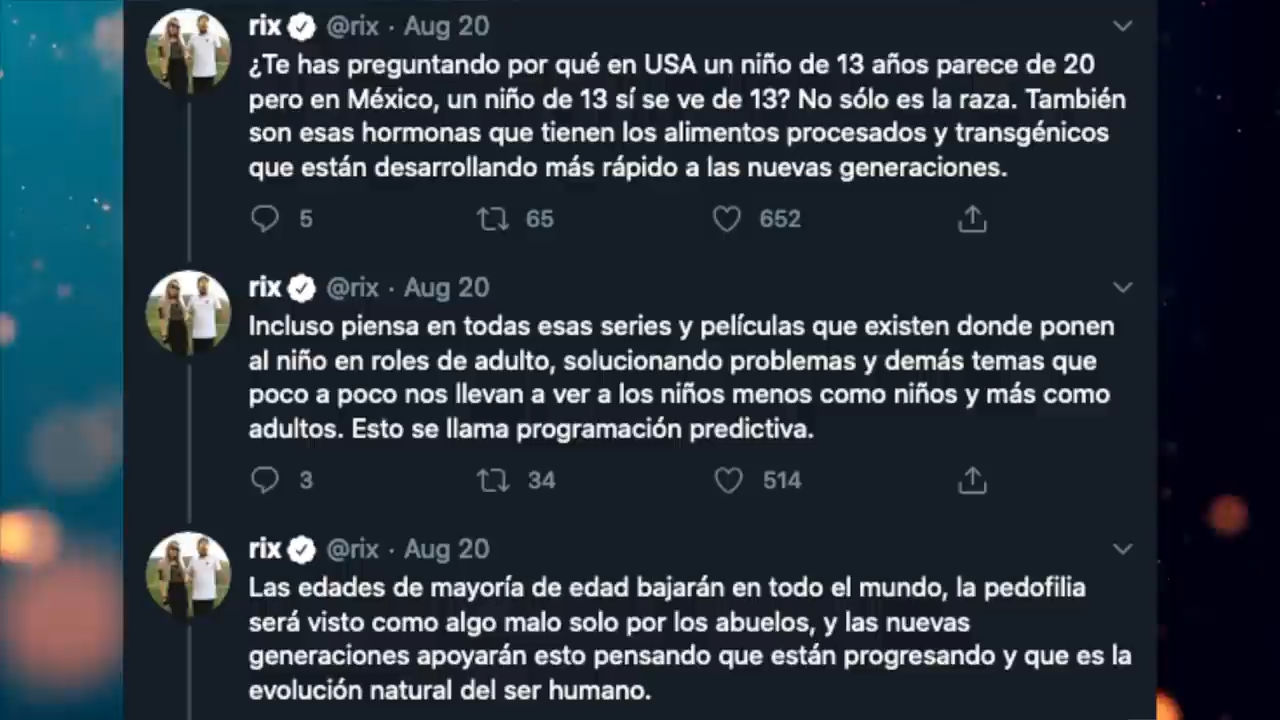 rix @rix · Aug 20
¿Te has preguntando por qué en USA un niño de 13 años parece de 20
pero en México, un niño de 13 sí se ve de 13? No sólo es la raza. También
son esas hormonas que tienen los alimentos procesados y transgénicos
que están desarrollando más rápido a las nuevas generaciones.
5 65 652
rix @rix · Aug 20
Incluso piensa en todas esas series y películas que existen donde ponen
al niño en roles de adulto, solucionando problemas y demás temas que
poco a poco nos llevan a ver a los niños menos como niños y más como
adultos. Esto se llama programación predictiva.
3 34 514
rix @rix · Aug 20
Las edades de mayoría de edad bajarán en todo el mundo, la pedofilia
será visto como algo malo solo por los abuelos, y las nuevas
generaciones apoyarán esto pensando que están progresando y que es la
evolución natural del ser humano.